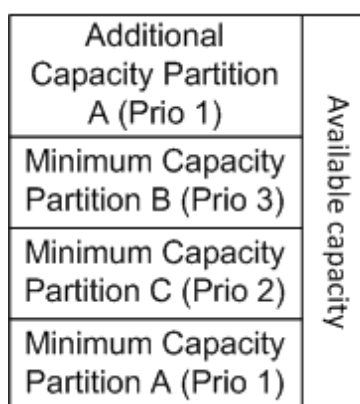 Additional
Capacity Partition
A (Prio 1)
Minimum Capacity
Partition B (Prio 3)
Minimum Capacity
Partition C (Prio 2)
Minimum Capacity
Partition A (Prio 1)
Available capacity